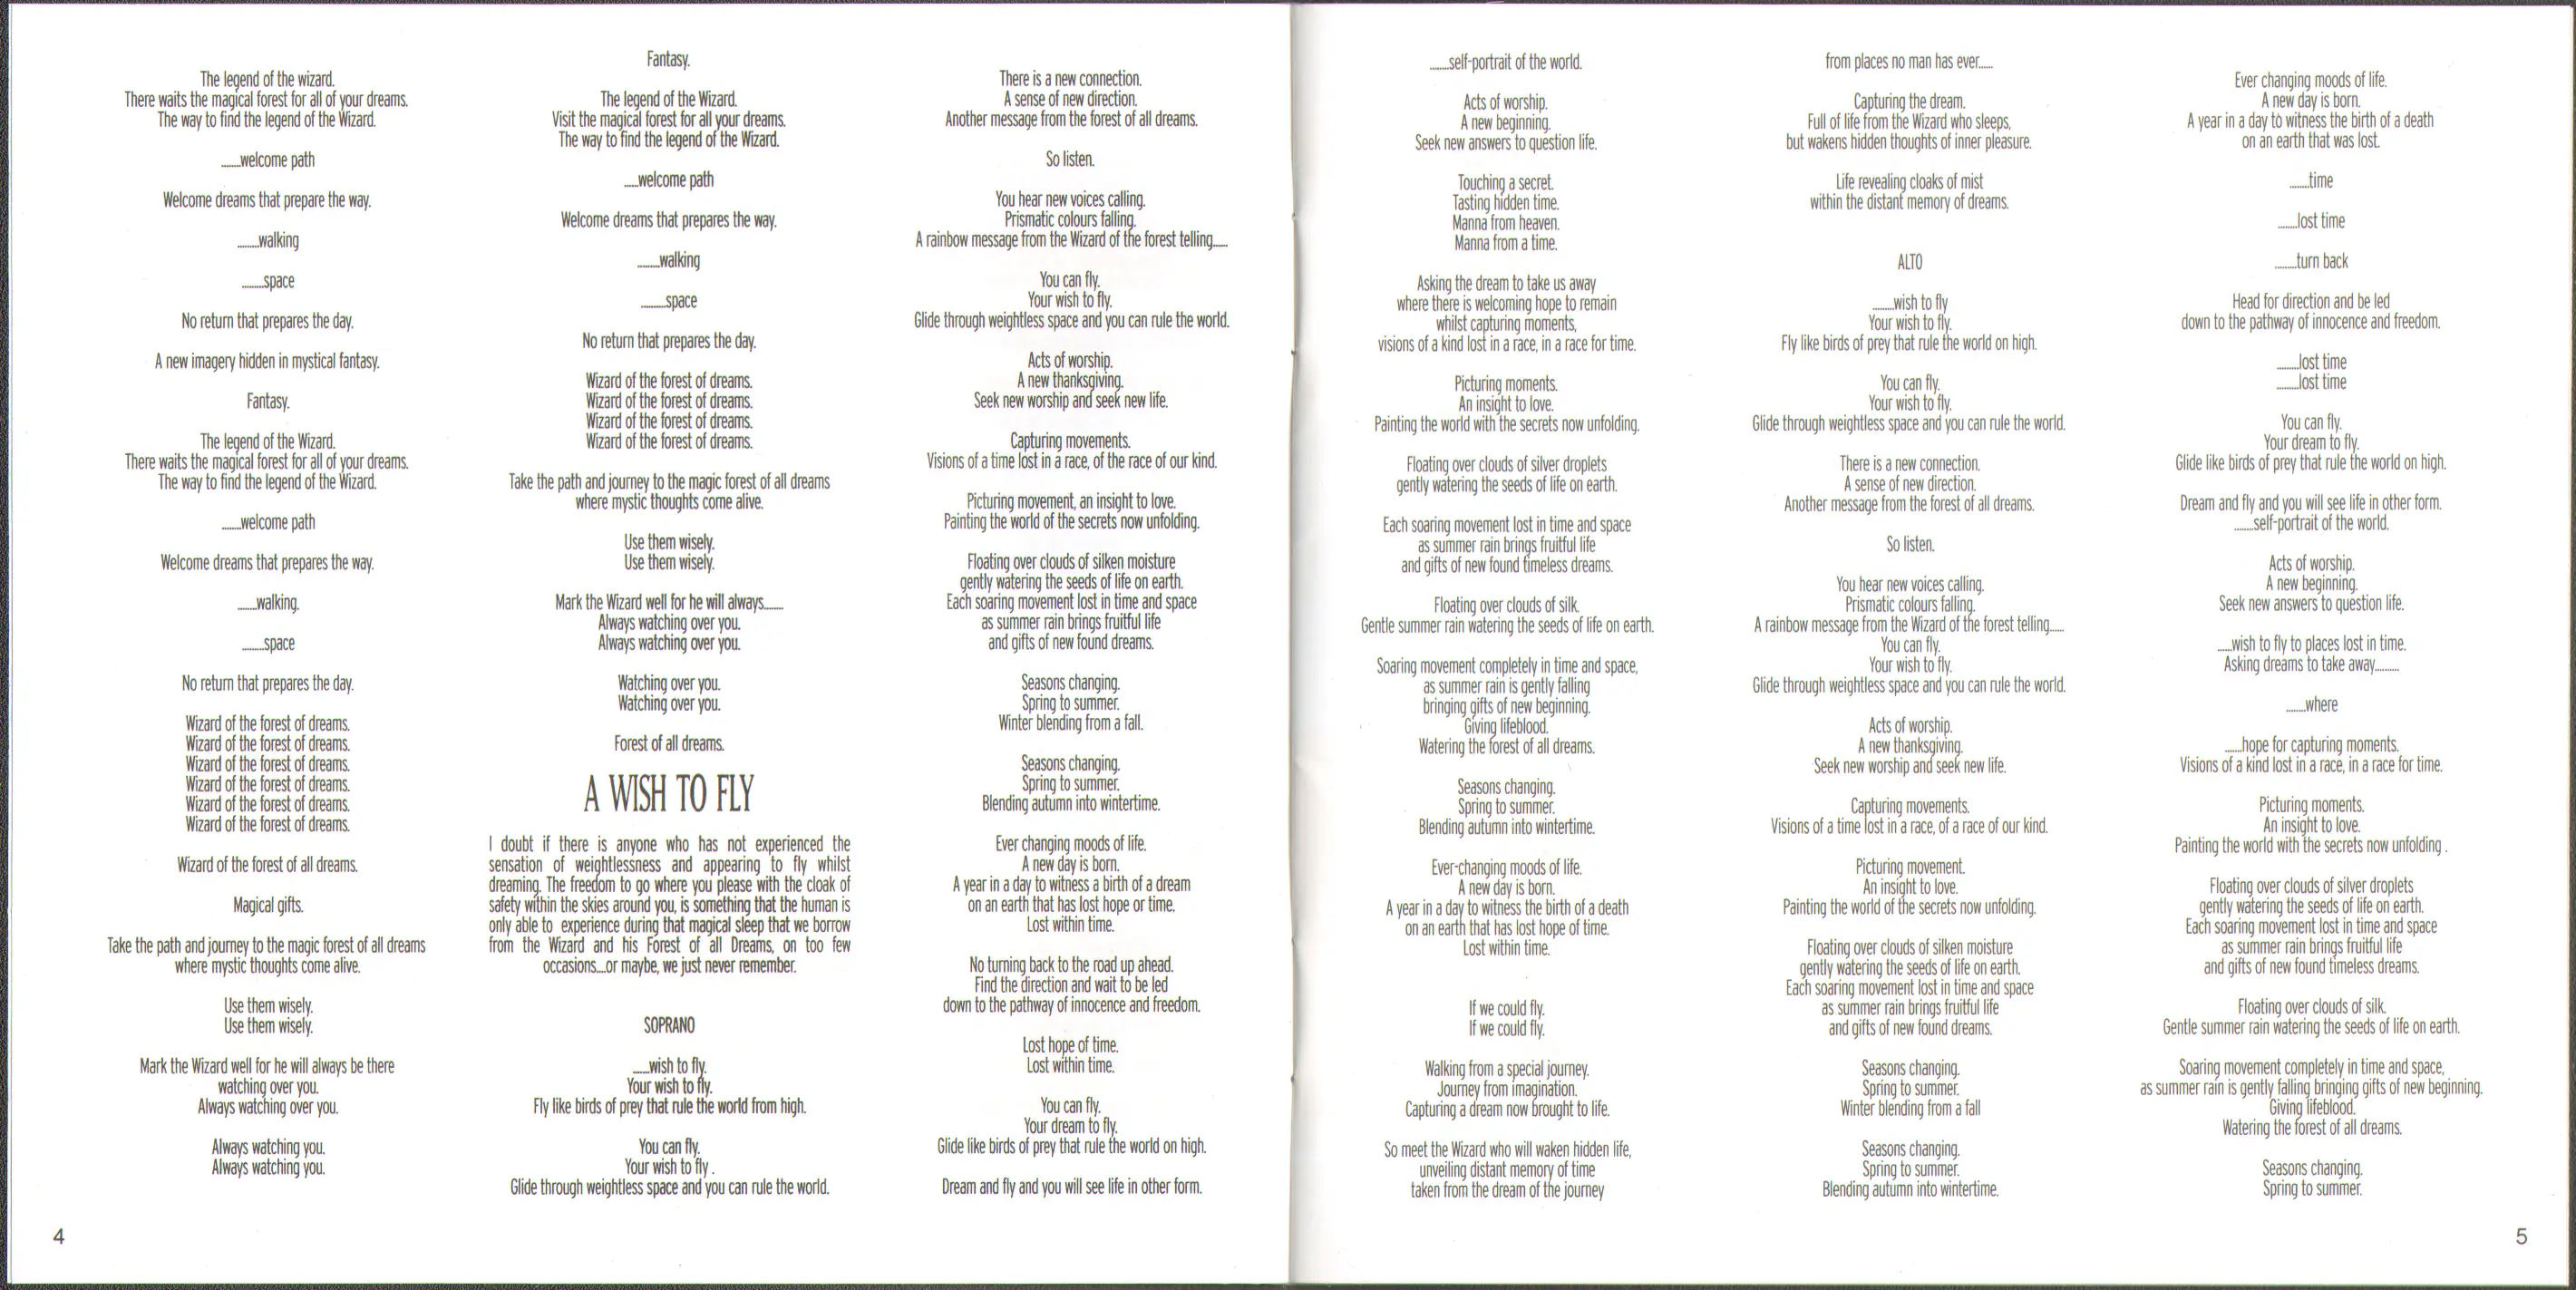 The legend of the wizard.
There waits the magical forest for all of your dreams.
The way to find the legend of the Wizard.
........welcome path
Welcome dreams that prepare the way.
.........walking
.........space
No return that prepares the day.
A new imagery hidden in mystical fantasy.
Fantasy.
The legend of the Wizard.
There waits the magical forest for all of your dreams.
The way to find the legend of the Wizard.
........welcome path
Welcome dreams that prepares the way.
........walking.
.........space
No return that prepares the day.
Wizard of the forest of dreams.
Wizard of the forest of dreams.
Wizard of the forest of dreams.
Wizard of the forest of dreams.
Wizard of the forest of dreams.
Wizard of the forest of dreams.
Wizard of the forest of all dreams.
Magical gifts.
Take the path and journey to the magic forest of all dreams
where mystic thoughts come alive.
Use them wisely.
Use them wisely.
Mark the Wizard well for he will always be there
watching over you.
Always watching over you.
Always watching you.
Always watching you.
4
Fantasy.
The legend of the Wizard.
Visit the magical forest for all your dreams.
The way to find the legend of the Wizard.
......welcome path
Welcome dreams that prepares the way.
.........walking
..........space
No return that prepares the day.
Wizard of the forest of dreams.
Wizard of the forest of dreams.
Wizard of the forest of dreams.
Wizard of the forest of dreams.
Take the path and journey to the magic forest of all dreams
where mystic thoughts come alive.
Use them wisely.
Use them wisely.
Mark the Wizard well for he will always........
Always watching over you.
Always watching over you.
Watching over you.
Watching over you.
Forest of all dreams.
A WISH TO FLY
I doubt if there is anyone who has not experienced the
sensation of weightlessness and appearing to fly whilst
dreaming. The freedom to go where you please with the cloak of
safety within the skies around you, is something that the human is
only able to experience during that magical sleep that we borrow
from the Wizard and his Forest of all Dreams, on too few
occasions....or maybe, we just never remember.
SOPRANO
.......wish to fly.
Your wish to fly.
Fly like birds of prey that rule the world from high.
You can fly.
Your wish to fly .
Glide through weightless space and you can rule the world.
There is a new connection.
A sense of new direction.
Another message from the forest of all dreams.
So listen.
You hear new voices calling.
Prismatic colours falling.
A rainbow message from the Wizard of the forest telling......
You can fly.
Your wish to fly.
Glide through weightless space and you can rule the world.
Acts of worship.
A new thanksgiving.
Seek new worship and seek new life.
Capturing movements.
Visions of a time lost in a race, of the race of our kind.
Picturing movement, an insight to love.
Painting the world of the secrets now unfolding.
Floating over clouds of silken moisture
gently watering the seeds of life on earth.
Each soaring movement lost in time and space
as summer rain brings fruitful life
and gifts of new found dreams.
Seasons changing.
Spring to summer.
Winter blending from a fall.
Seasons changing.
Spring to summer.
Blending autumn into wintertime.
Ever changing moods of life.
A new day is born.
A year in a day to witness a birth of a dream
on an earth that has lost hope or time.
Lost within time.
No turning back to the road up ahead.
Find the direction and wait to be led
down to the pathway of innocence and freedom.
Lost hope of time.
Lost within time.
You can fly.
Your dream to fly.
Glide like birds of prey that rule the world on high.
Dream and fly and you will see life in other form.
........self-portrait of the world.
Acts of worship.
A new beginning.
Seek new answers to question life.
Touching a secret.
Tasting hidden time.
Manna from heaven.
Manna from a time.
Asking the dream to take us away
where there is welcoming hope to remain
whilst capturing moments,
visions of a kind lost in a race, in a race for time.
Picturing moments.
An insight to love.
Painting the world with the secrets now unfolding.
Floating over clouds of silver droplets
gently watering the seeds of life on earth.
Each soaring movement lost in time and space
as summer rain brings fruitful life
and gifts of new found timeless dreams.
Floating over clouds of silk.
Gentle summer rain watering the seeds of life on earth.
Soaring movement completely in time and space,
as summer rain is gently falling
bringing gifts of new beginning.
Giving lifeblood.
Watering the forest of all dreams.
Seasons changing.
Spring to summer.
Blending autumn into wintertime.
Ever-changing moods of life.
A new day is born.
A year in a day to witness the birth of a death
on an earth that has lost hope of time.
Lost within time.
If we could fly.
If we could fly.
Walking from a special journey.
Journey from imagination.
Capturing a dream now brought to life.
So meet the Wizard who will waken hidden life,
unveiling distant memory of time
taken from the dream of the journey
from places no man has ever......
Capturing the dream.
Full of life from the Wizard who sleeps,
but wakens hidden thoughts of inner pleasure.
Life revealing cloaks of mist
within the distant memory of dreams.
ALTO
.........wish to fly
Your wish to fly.
Fly like birds of prey that rule the world on high.
You can fly.
Your wish to fly.
Glide through weightless space and you can rule the world.
There is a new connection.
A sense of new direction.
Another message from the forest of all dreams.
So listen.
You hear new voices calling.
Prismatic colours falling.
A rainbow message from the Wizard of the forest telling......
You can fly.
Your wish to fly.
Glide through weightless space and you can rule the world.
Acts of worship.
A new thanksgiving.
Seek new worship and seek new life.
Capturing movements.
Visions of a time lost in a race, of a race of our kind.
Picturing movement.
An insight to love.
Painting the world of the secrets now unfolding.
Floating over clouds of silken moisture
gently watering the seeds of life on earth.
Each soaring movement lost in time and space
as summer rain brings fruitful life
and gifts of new found dreams.
Seasons changing.
Spring to summer.
Winter blending from a fall
Seasons changing.
Spring to summer.
Blending autumn into wintertime.
Ever changing moods of life.
A new day is born.
A year in a day to witness the birth of a death
on an earth that was lost.
........time
........lost time
.........turn back
Head for direction and be led
down to the pathway of innocence and freedom.
.........lost time
.........lost time
You can fly.
Your dream to fly.
Glide like birds of prey that rule the world on high.
Dream and fly and you will see life in other form.
........self-portrait of the world.
Acts of worship.
A new beginning.
Seek new answers to question life.
......wish to fly to places lost in time.
Asking dreams to take away..........
........where
.......hope for capturing moments.
Visions of a kind lost in a race, in a race for time.
Picturing moments.
An insight to love.
Painting the world with the secrets now unfolding .
Floating over clouds of silver droplets
gently watering the seeds of life on earth.
Each soaring movement lost in time and space
as summer rain brings fruitful life
and gifts of new found timeless dreams.
Floating over clouds of silk.
Gentle summer rain watering the seeds of life on earth.
Soaring movement completely in time and space,
as summer rain is gently falling bringing gifts of new beginning.
Giving lifeblood.
Watering the forest of all dreams.
Seasons changing.
Spring to summer.
5